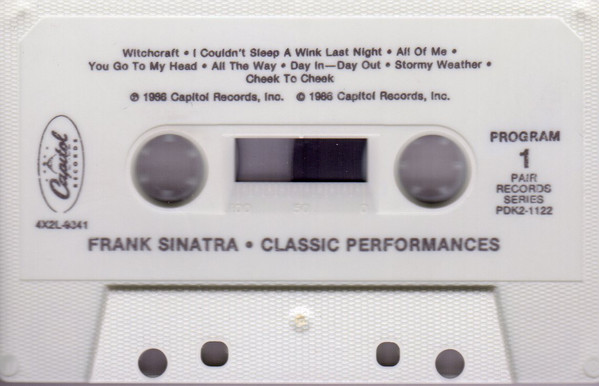 Witchcraft • I Couldn't Sleep A Wink Last Night • All Of Me •
You Go To My Head • All The Way • Day In—Day Out • Stormy Weather •
Cheek To Cheek
℗ 1986 Capitol Records, Inc. © 1986 Capitol Records, Inc.
Capitol
RECORDS
4X2L-9341
PROGRAM
1
PAIR
RECORDS
SERIES
PDK2-1122
FRANK SINATRA • CLASSIC PERFORMANCES